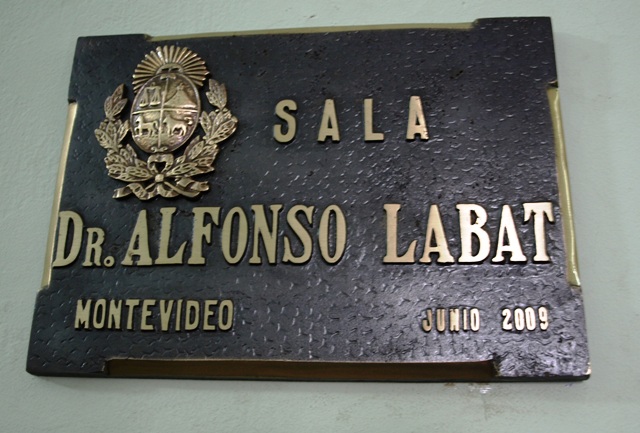 SALA
DR. ALFONSO LABAT
MONTEVIDEO JUNIO 2009